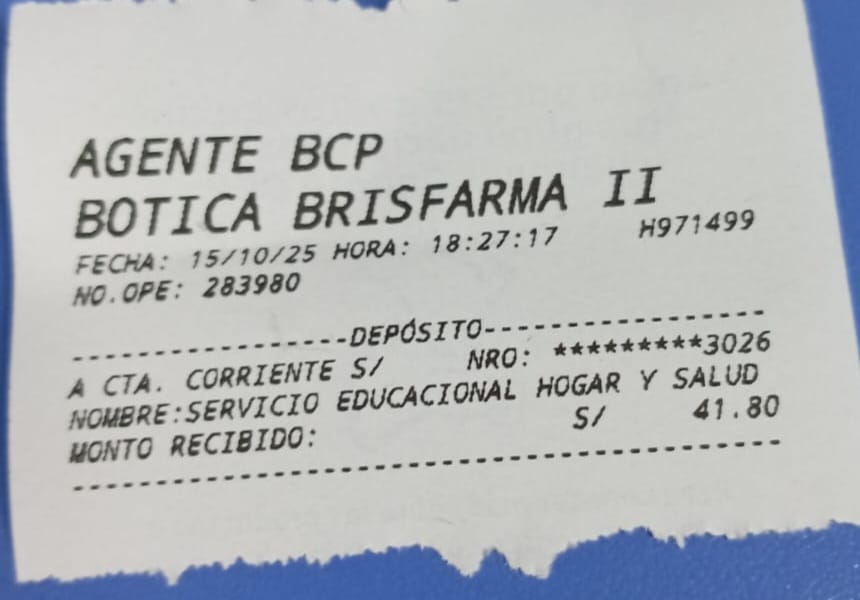 AGENTE BCP
BOTICA BRISFARMA II
FECHA: 15/10/25 HORA: 18:27:17 H971499
NO.OPE: 283980
-----------------DEPÓSITO-----------------
A CTA. CORRIENTE S/ NRO: *********3026
NOMBRE:SERVICIO EDUCACIONAL HOGAR Y SALUD
MONTO RECIBIDO: S/ 41.80
------------------------------------------